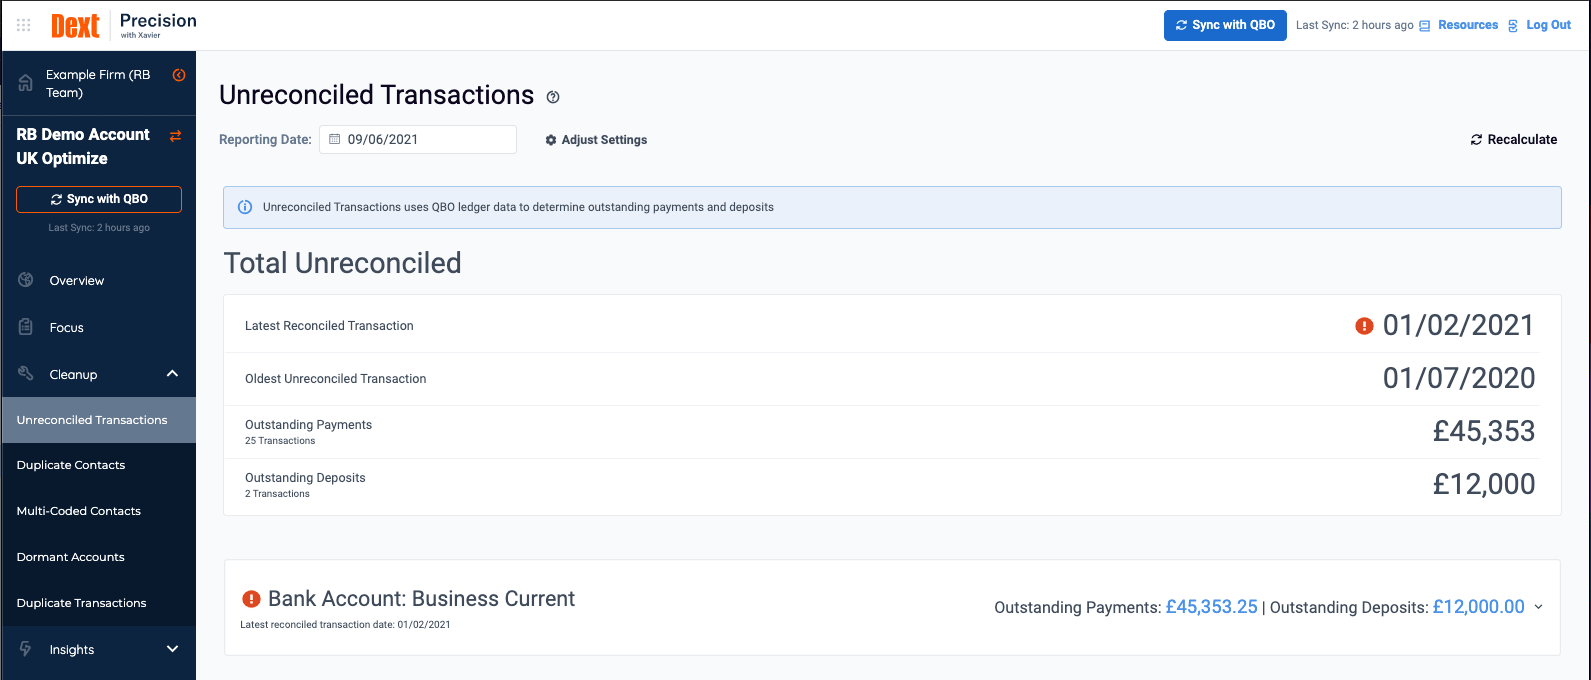 Dext Precision
with Xavier
Sync with QBO Last Sync: 2 hours ago Resources Log Out
Example Firm (RB
Team)
RB Demo Account
UK Optimize
Sync with QBO
Last Sync: 2 hours ago
Overview
Focus
Cleanup
Unreconciled Transactions
Duplicate Contacts
Multi-Coded Contacts
Dormant Accounts
Duplicate Transactions
Insights
Unreconciled Transactions
Reporting Date: 09/06/2021 Adjust Settings Recalculate
Unreconciled Transactions uses QBO ledger data to determine outstanding payments and deposits
Total Unreconciled
Latest Reconciled Transaction 01/02/2021
Oldest Unreconciled Transaction 01/07/2020
Outstanding Payments £45,353
25 Transactions
Outstanding Deposits £12,000
2 Transactions
Bank Account: Business Current
Latest reconciled transaction date: 01/02/2021
Outstanding Payments: £45,353.25 | Outstanding Deposits: £12,000.00